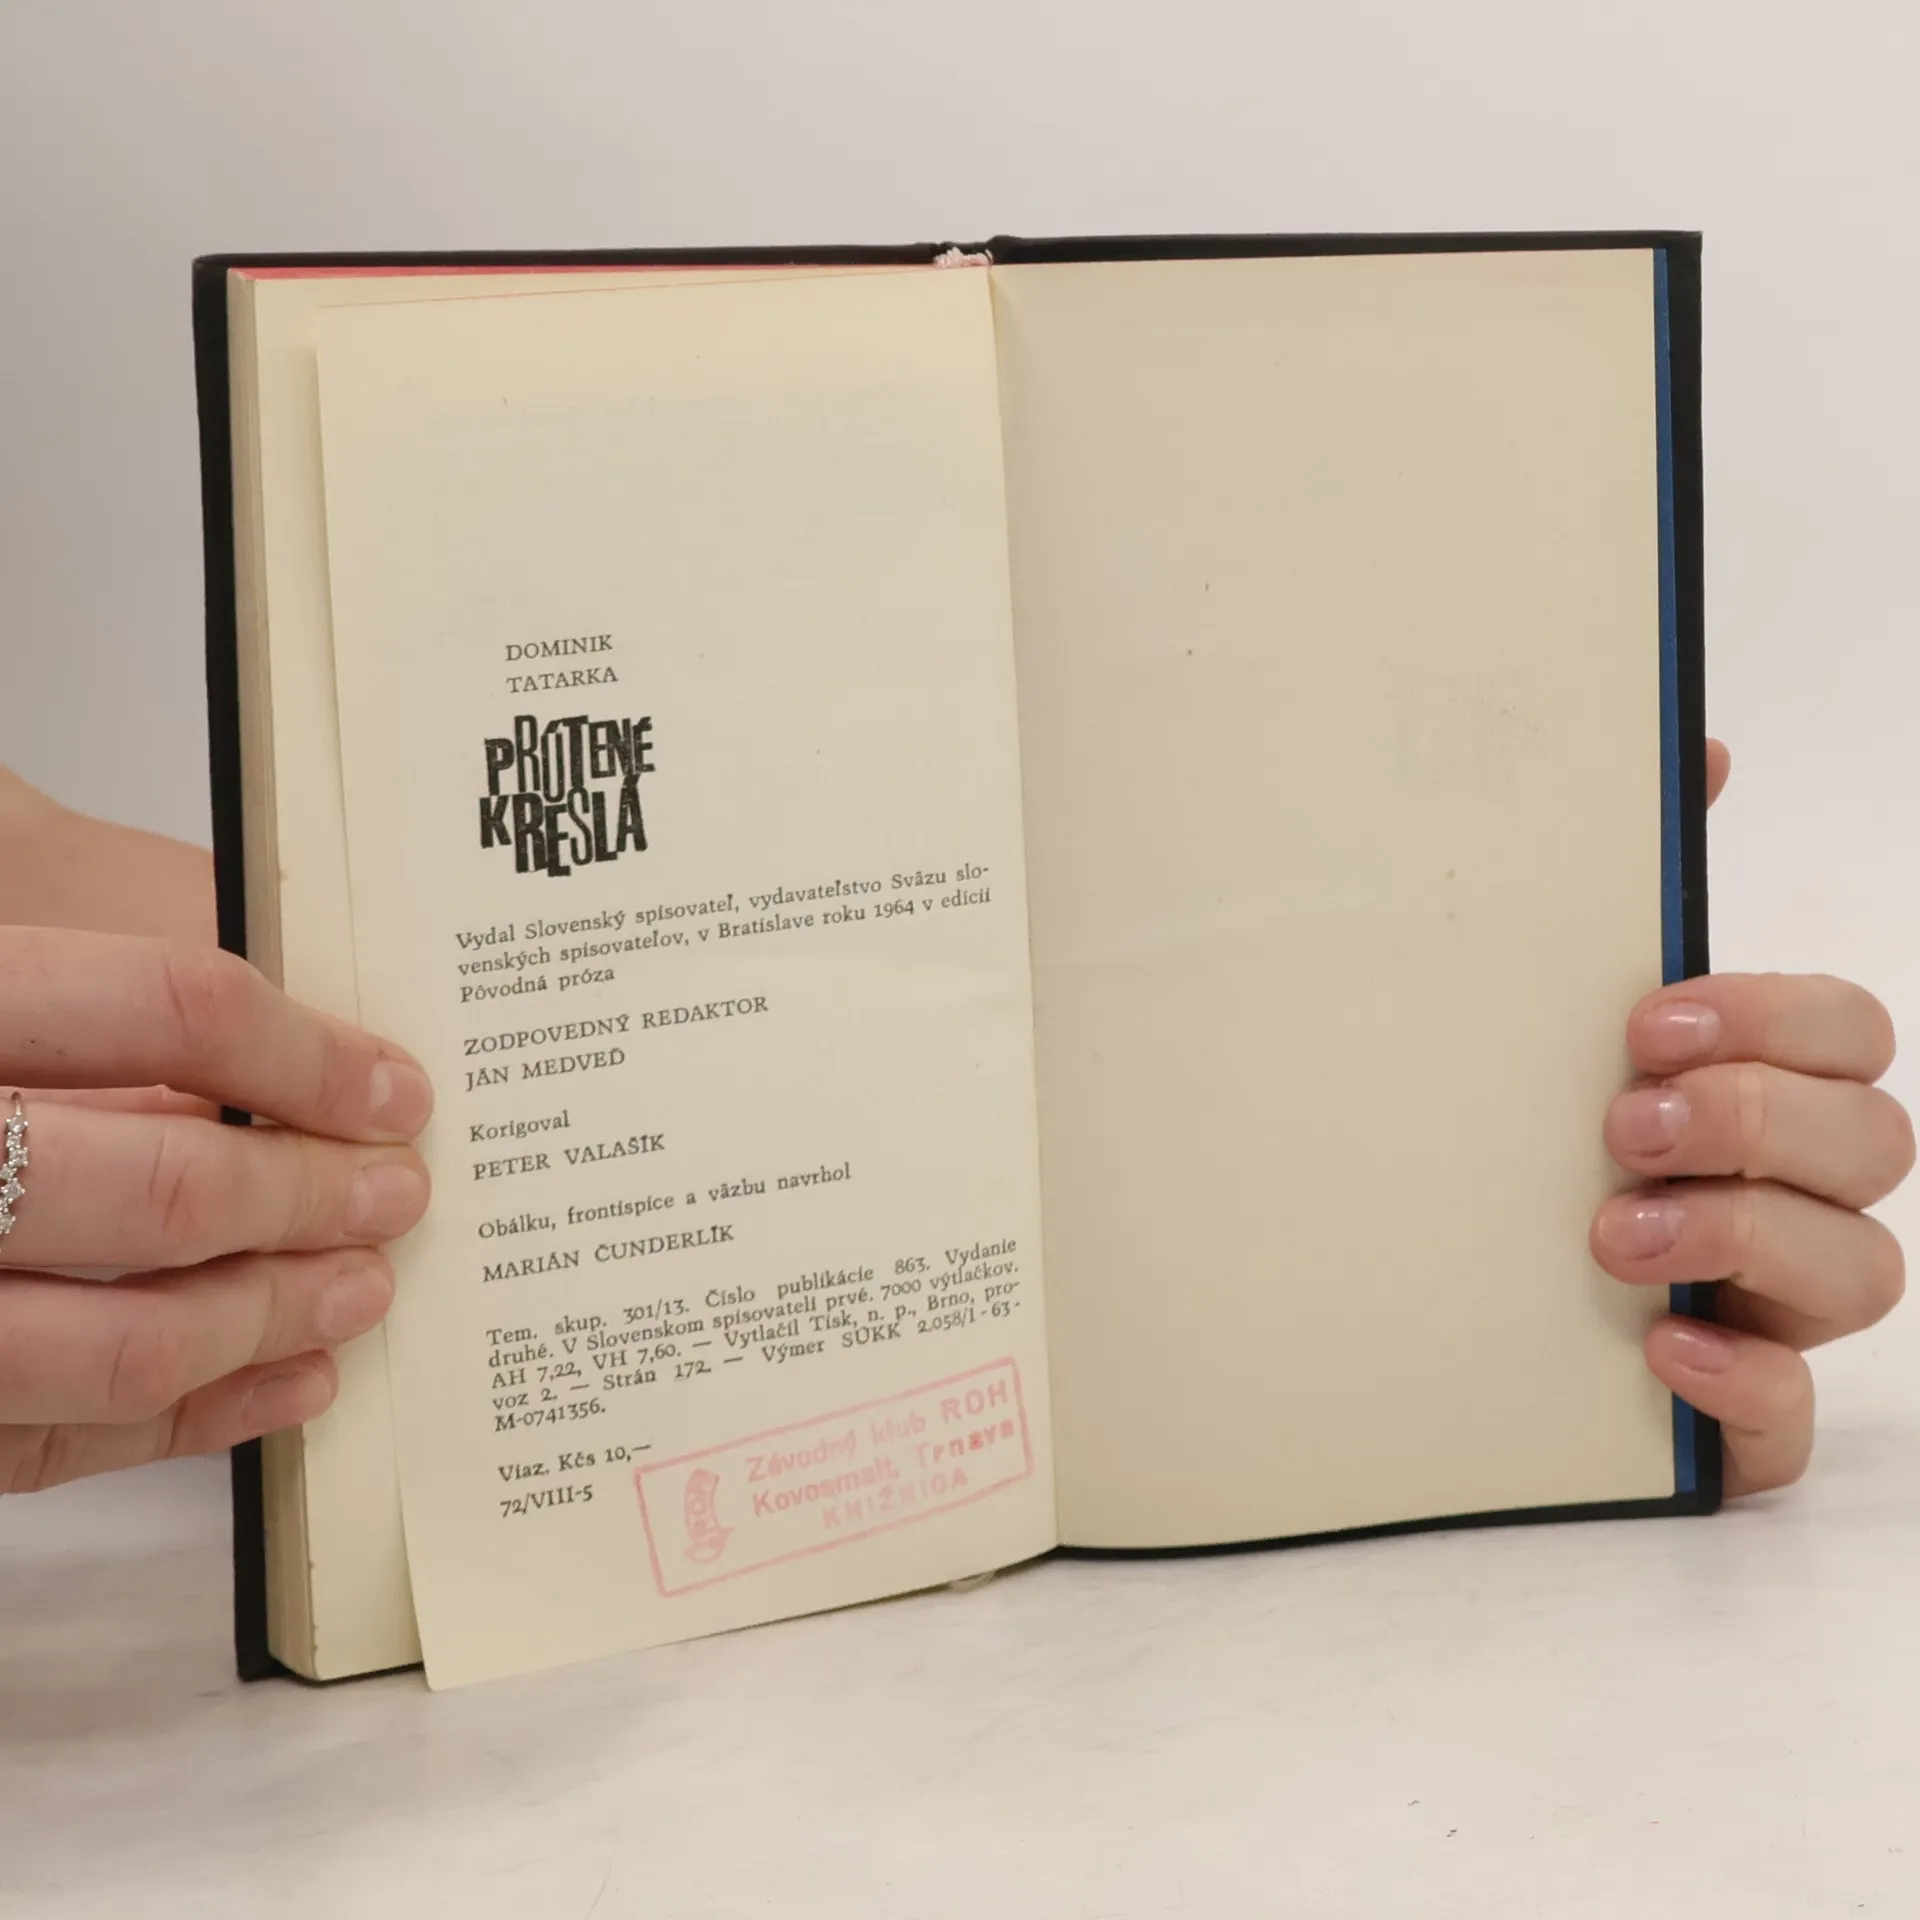 DOMINIK
TATARKA
PRÚTENÉ
KRESLÁ
Vydal Slovenský spisovateľ, vydavateľstvo Sväzu slo-
venských spisovateľov, v Bratislave roku 1964 v edícii
Pôvodná próza
ZODPOVEDNÝ REDAKTOR
JÁN MEDVEĎ
Korigoval
PETER VALAŠÍK
Obálku, frontispice a väzbu navrhol
MARIÁN ČUNDERLÍK
Tem. skup. 301/13. Číslo publikácie 863. Vydanie
druhé. V Slovenskom spisovateli prvé. 7000 výtlačkov.
AH 7,22, VH 7,60. — Vytlačil Tisk, n. p., Brno, pro-
voz 2. — Strán 172. — Výmer SÚKK 2.058/I-63-
M-0741356.
Viaz. Kčs 10,—
72/VIII-5
ROH
Závodný klub ROH
Kovosmalt, Trnava
KNIŽNICA